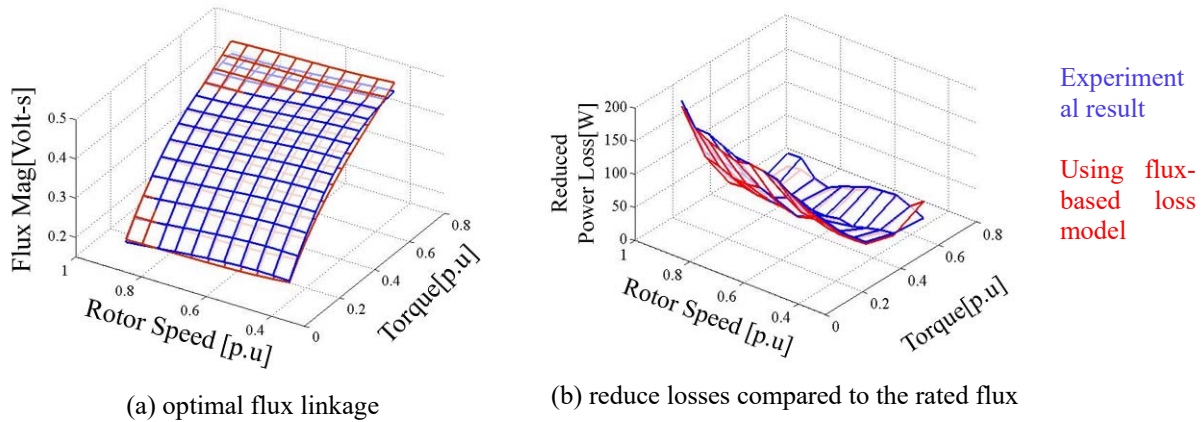 Flux Mag[Volt-s]
0.5
0.4
0.3
0.2
1
0.8
0.6
0.4
Rotor Speed [p.u]
0
0.2
0.4
0.6
0.8
Torque[p.u]
(a) optimal flux linkage
Reduced
Power Loss[W]
200
150
100
50
0
1
0.8
0.6
0.4
Rotor Speed [p.u]
0
0.2
0.4
0.6
0.8
Torque[p.u]
(b) reduce losses compared to the rated flux
Experiment
al result
Using flux-
based loss
model